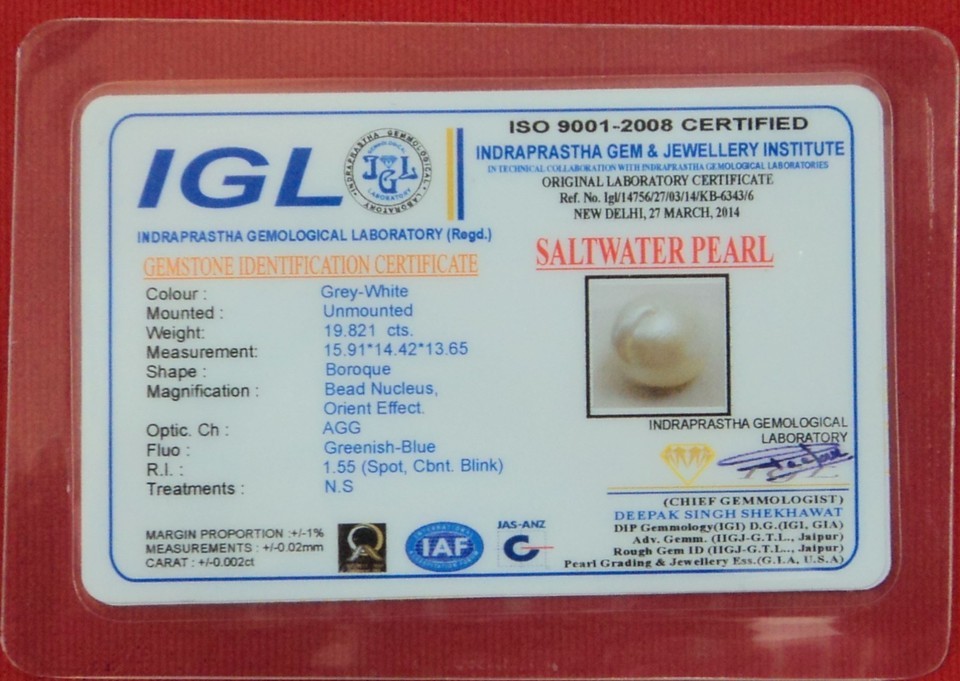 IGL
INDRAPRASTHA GEMMOLOGICAL LABORATORY
GEMOLOGICAL
IGL
LABORATORY
INDRAPRASTHA GEMOLOGICAL LABORATORY (Regd.)
GEMSTONE IDENTIFICATION CERTIFICATE
Colour : Grey-White
Mounted : Unmounted
Weight: 19.821 cts.
Measurement: 15.91*14.42*13.65
Shape : Boroque
Magnification : Bead Nucleus,
Orient Effect.
Optic. Ch : AGG
Fluo : Greenish-Blue
R.I. : 1.55 (Spot, Cbnt. Blink)
Treatments : N.S
MARGIN PROPORTION :+/-1%
MEASUREMENTS : +/-0.02mm
CARAT : +/-0.002ct
IAF
JAS-ANZ
ISO 9001-2008 CERTIFIED
INDRAPRASTHA GEM & JEWELLERY INSTITUTE
IN TECHNICAL COLLABORATION WITH INDRAPRASTHA GEMOLOGICAL LABORATORIES
ORIGINAL LABORATORY CERTIFICATE
Ref. No. Igl/14756/27/03/14/KB-6343/6
NEW DELHI, 27 MARCH, 2014
SALTWATER PEARL
INDRAPRASTHA GEMOLOGICAL
LABORATORY
(CHIEF GEMMOLOGIST)
DEEPAK SINGH SHEKHAWAT
DIP Gemmology(IGI) D.G.(IGI, GIA)
Adv. Gemm. (IIGJ-G.T.L.., Jaipur)
Rough Gem ID (IIGJ-G.T.L.., Jaipur)
Pearl Grading & Jewellery Ess.(G.I.A, U.S.A)